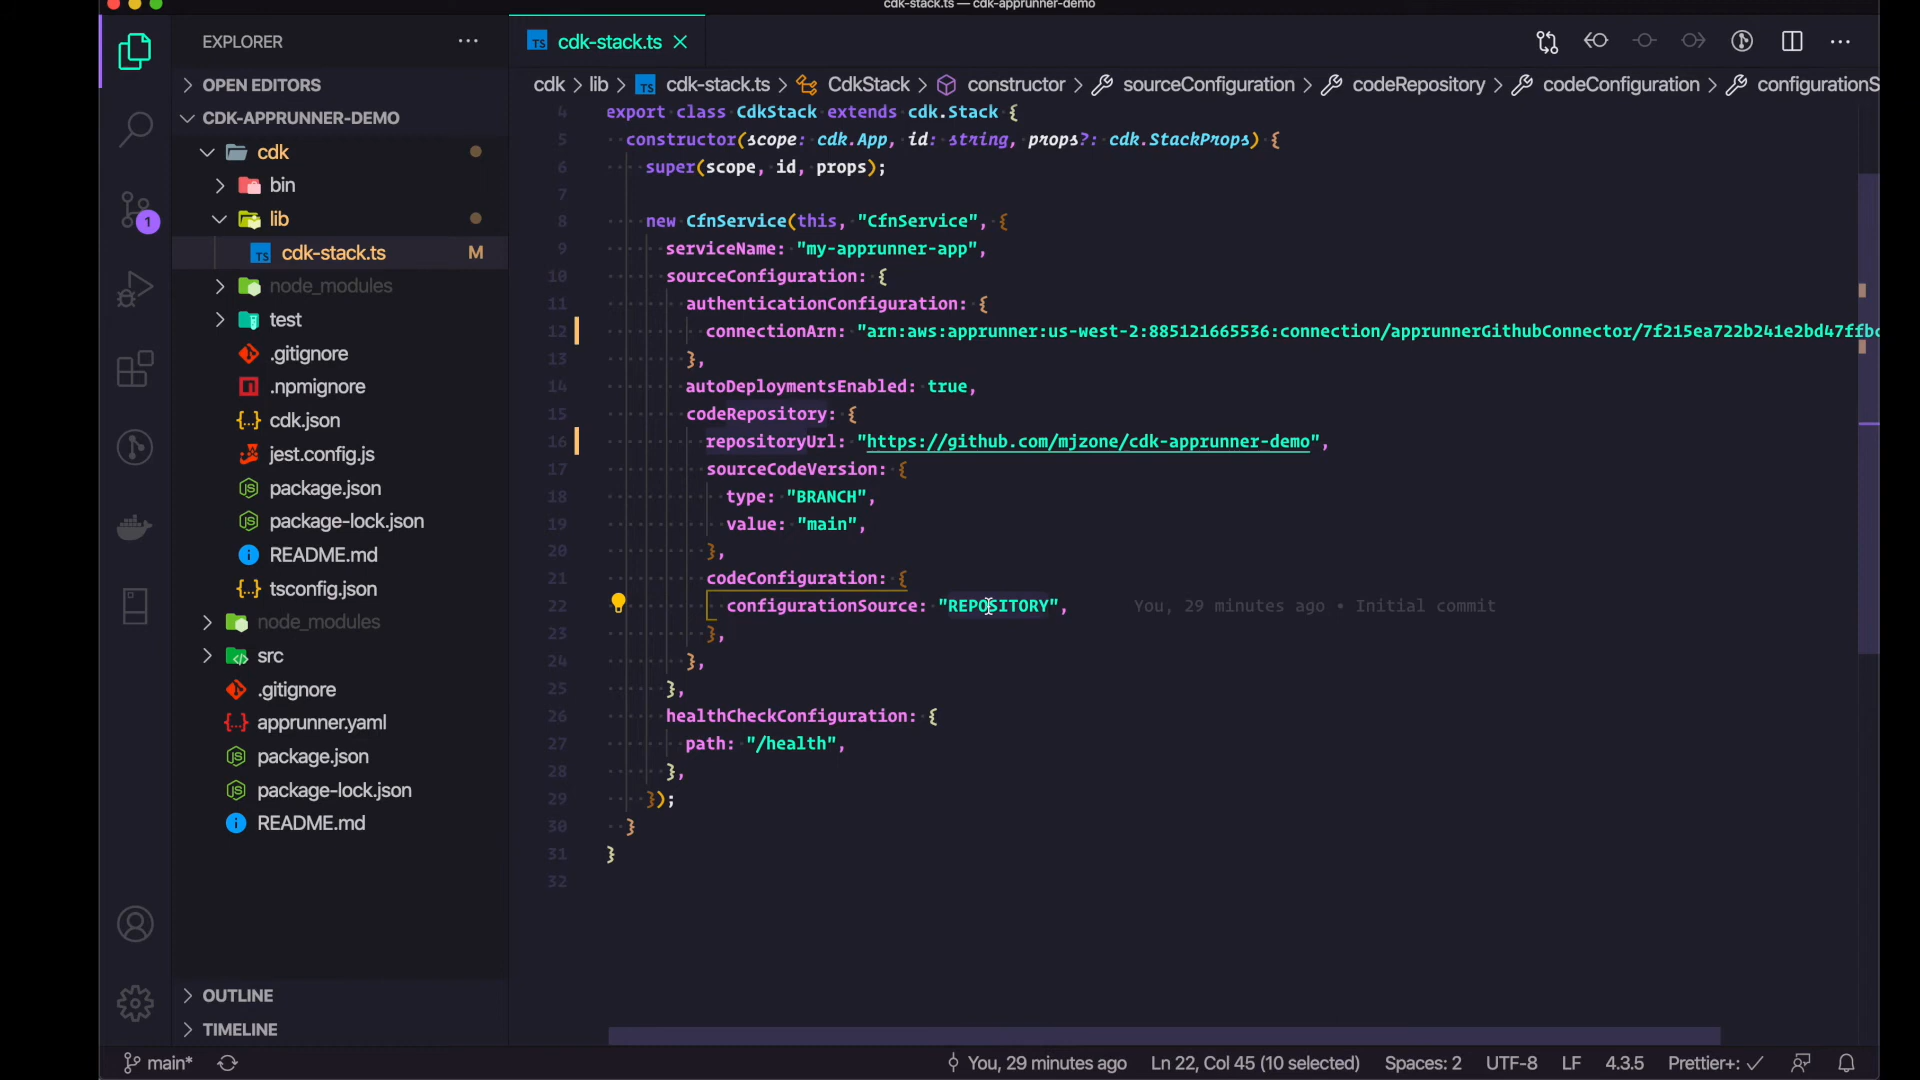 cdk-stack.ts — cdk-apprunner-demo
EXPLORER
cdk-stack.ts
OPEN EDITORS
CDK-APPRUNNER-DEMO
cdk
bin
lib
cdk-stack.ts M
node_modules
test
.gitignore
.npmignore
cdk.json
jest.config.js
package.json
package-lock.json
README.md
tsconfig.json
node_modules
src
.gitignore
apprunner.yaml
package.json
package-lock.json
README.md
OUTLINE
TIMELINE
1
cdk > lib > cdk-stack.ts > CdkStack > constructor > sourceConfiguration > codeRepository > codeConfiguration > configurationS
4 export class CdkStack extends cdk.Stack {
5 constructor(scope: cdk.App, id: string, props?: cdk.StackProps) {
6 super(scope, id, props);
7
8 new CfnService(this, "CfnService", {
9 serviceName: "my-apprunner-app",
10 sourceConfiguration: {
11 authenticationConfiguration: {
12 connectionArn: "arn:aws:apprunner:us-west-2:885121665536:connection/apprunnerGithubConnector/7f215ea722b241e2bd47ffb
13 },
14 autoDeploymentsEnabled: true,
15 codeRepository: {
16 repositoryUrl: "https://github.com/mjzone/cdk-apprunner-demo",
17 sourceCodeVersion: {
18 type: "BRANCH",
19 value: "main",
20 },
21 codeConfiguration: {
22 configurationSource: "REPOSITORY", You, 29 minutes ago • Initial commit
23 },
24 },
25 },
26 healthCheckConfiguration: {
27 path: "/health",
28 },
29 });
30 }
31 }
32
main* You, 29 minutes ago Ln 22, Col 45 (10 selected) Spaces: 2 UTF-8 LF 4.3.5 Prettier+: ✓